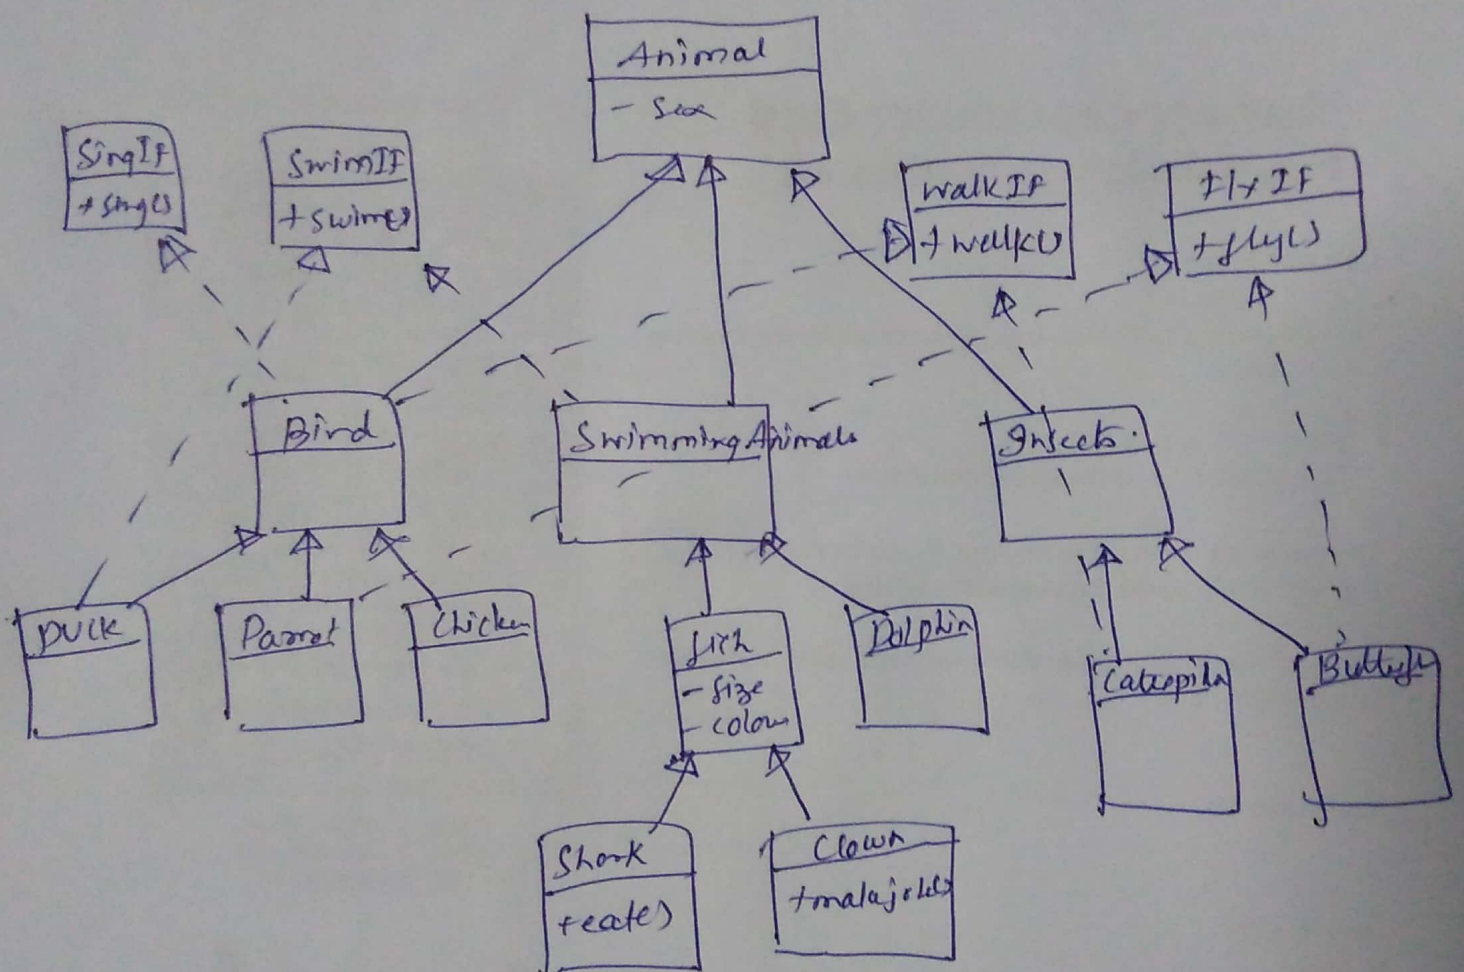 Animal
- Sex
SingIF
+ sing()
SwimIF
+ swim()
WalkIF
+ walk()
FlyIF
+ fly()
Bird
SwimmingAnimals
Insects
Duck
Parrot
Chicken
fish
- size
- colour
Dolphin
Shark
+ eat()
Clown